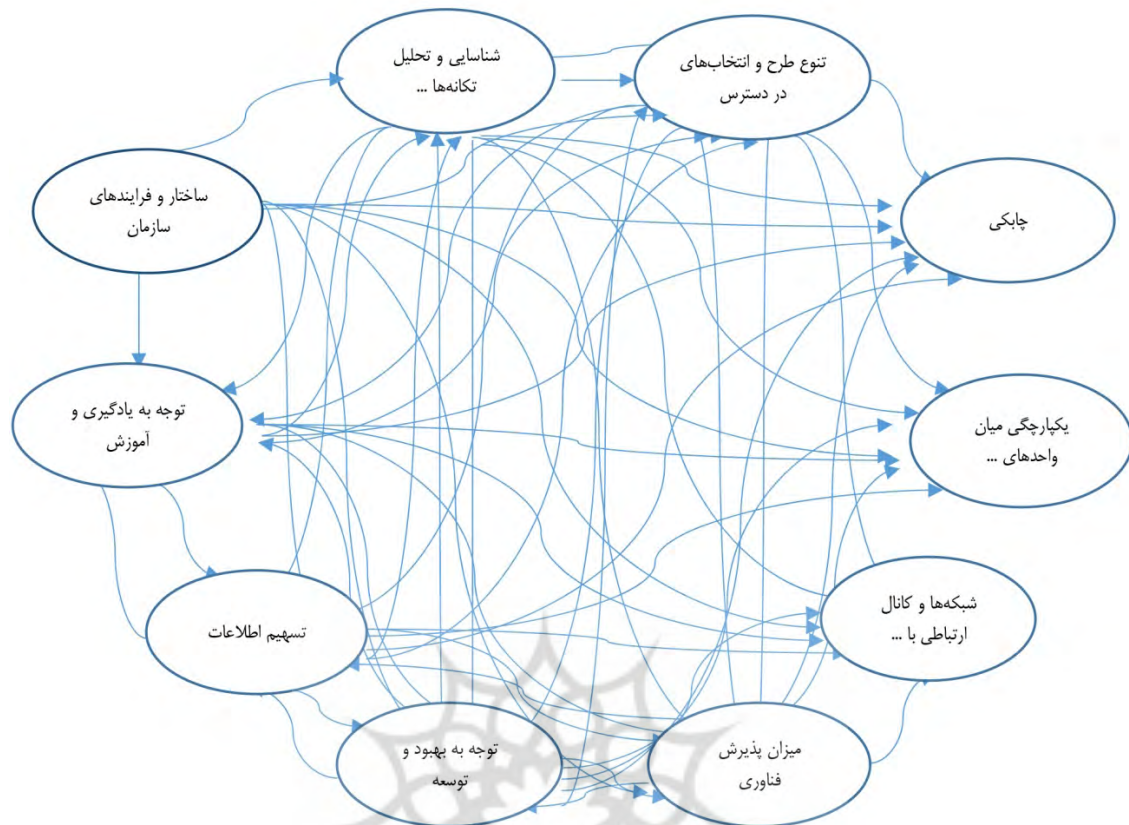 شناسایی و تحلیل
تکانه‌ها ...
تنوع طرح و انتخاب‌های
در دسترس
ساختار و فرایندهای
سازمان
چابکی
توجه به یادگیری و
آموزش
یکپارچگی میان
واحدهای ...
تسهیم اطلاعات
شبکه‌ها و کانال
ارتباطی با ...
توجه به بهبود و
توسعه
میزان پذیرش
فناوری